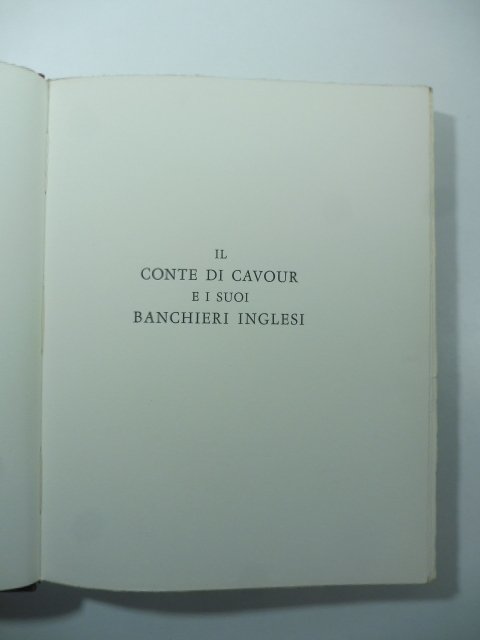 IL
CONTE DI CAVOUR
E I SUOI
BANCHIERI INGLESI